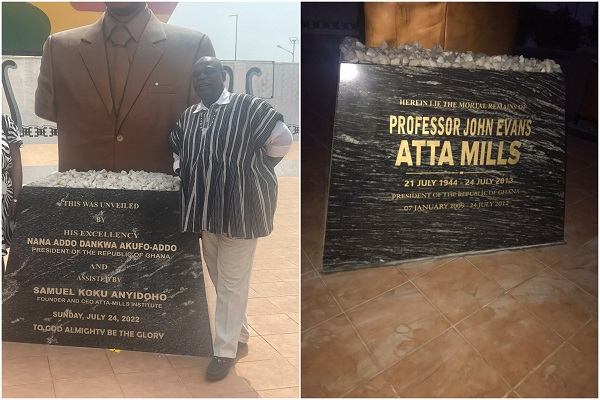 THIS WAS UNVEILED
BY
HIS EXCELLENCY
NANA ADDO DANKWA AKUFO-ADDO
PRESIDENT OF THE REPUBLIC OF GHANA
AND
ASSISTED BY
SAMUEL KOKU ANYIDOHO
FOUNDER AND CEO ATTA-MILLS INSTITUTE
SUNDAY, JULY 24, 2022
TO GOD ALMIGHTY BE THE GLORY
HEREIN LIE THE MORTAL REMAINS OF
PROFESSOR JOHN EVANS
ATTA MILLS
21 JULY 1944 - 24 JULY 2012
PRESIDENT OF THE REPUBLIC OF GHANA
07 JANUARY 2009 - 24 JULY 2012